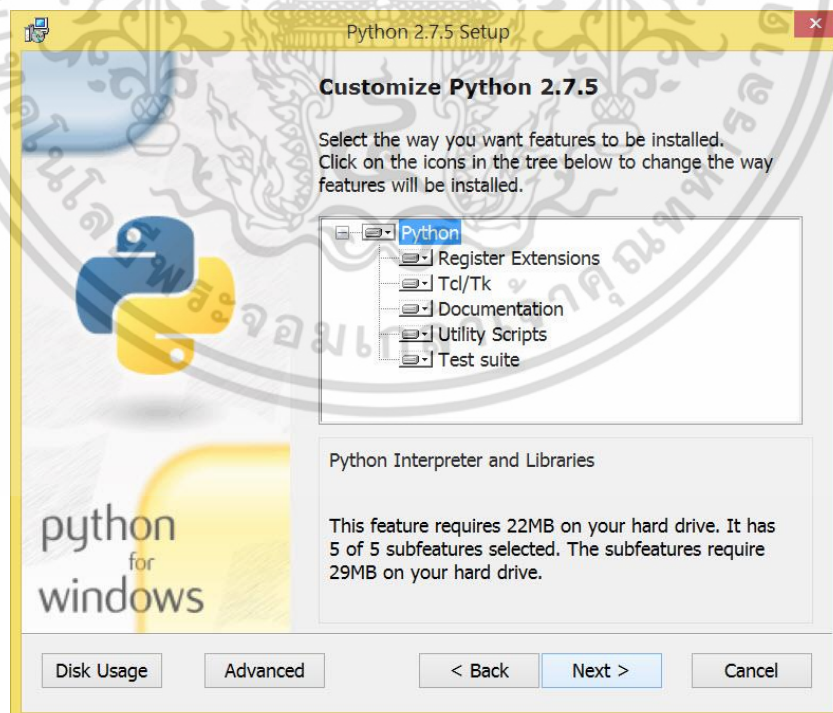 Python 2.7.5 Setup
Customize Python 2.7.5
Select the way you want features to be installed.
Click on the icons in the tree below to change the way
features will be installed.
Python
Register Extensions
Tcl/Tk
Documentation
Utility Scripts
Test suite
Python Interpreter and Libraries
This feature requires 22MB on your hard drive. It has
5 of 5 subfeatures selected. The subfeatures require
29MB on your hard drive.
python
for
windows
Disk Usage
Advanced
< Back
Next >
Cancel